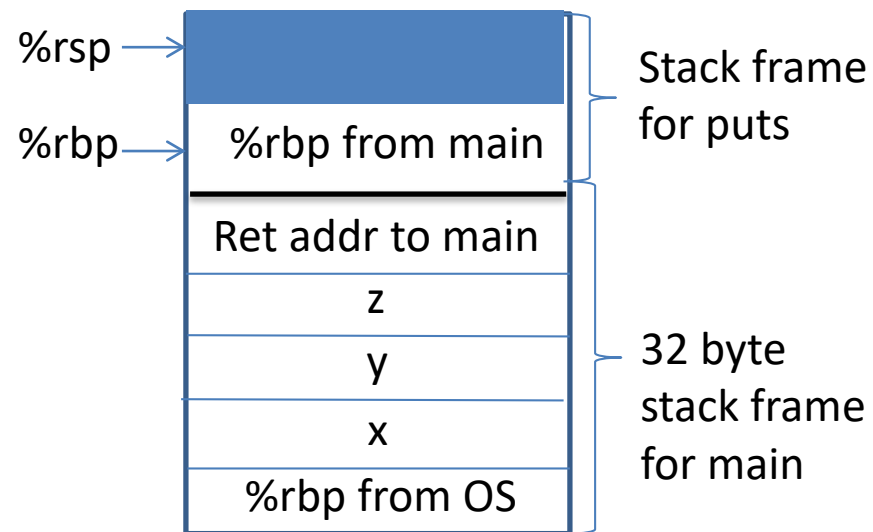 %rsp
%rbp
%rbp from main
Ret addr to main
z
y
x
%rbp from OS
Stack frame
for puts
32 byte
stack frame
for main